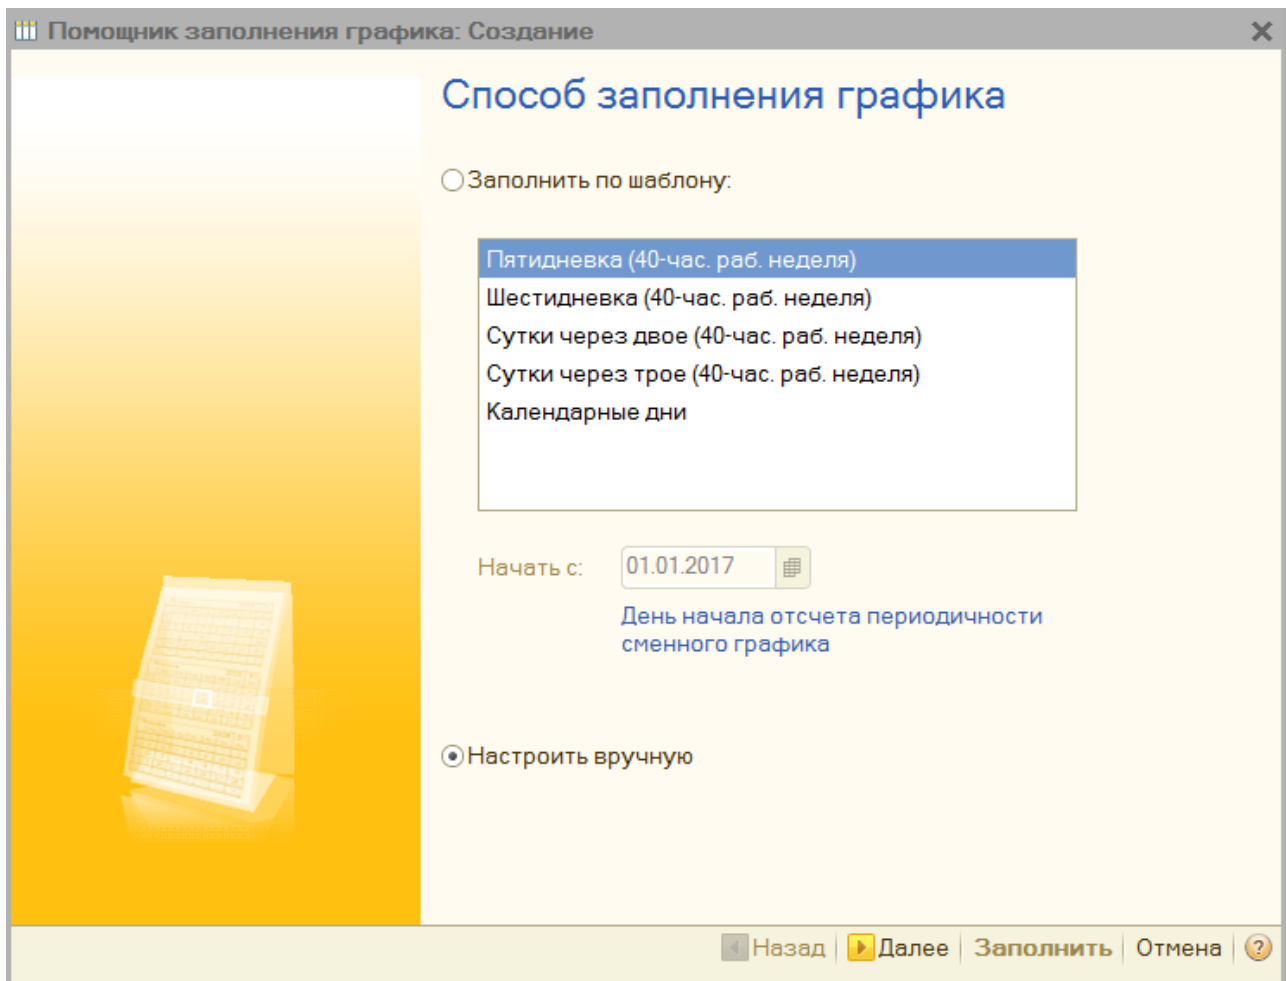 Помощник заполнения графика: Создание
Способ заполнения графика
Заполнить по шаблону:
Пятидневка (40-час. раб. неделя)
Шестидневка (40-час. раб. неделя)
Сутки через двое (40-час. раб. неделя)
Сутки через трое (40-час. раб. неделя)
Календарные дни
Начать с: 01.01.2017
День начала отсчета периодичности
сменного графика
Настроить вручную
Назад Далее Заполнить Отмена ?